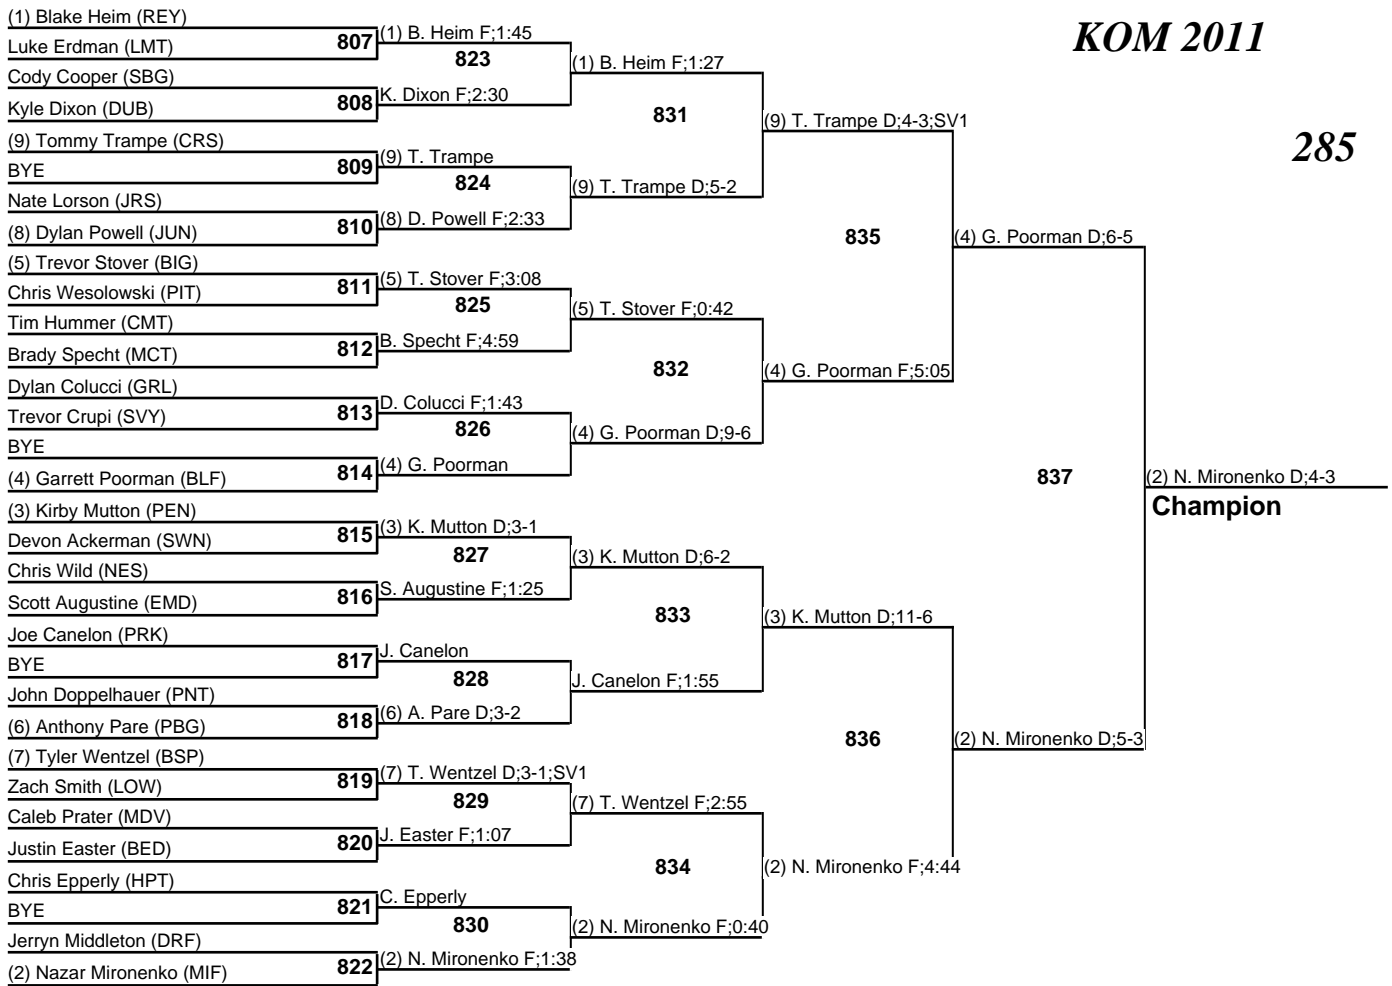 KOM 2011
285
(1) Blake Heim (REY)
Luke Erdman (LMT)
Cody Cooper (SBG)
Kyle Dixon (DUB)
(9) Tommy Trampe (CRS)
BYE
Nate Lorson (JRS)
(8) Dylan Powell (JUN)
(5) Trevor Stover (BIG)
Chris Wesolowski (PIT)
Tim Hummer (CMT)
Brady Specht (MCT)
Dylan Colucci (GRL)
Trevor Crupi (SVY)
BYE
(4) Garrett Poorman (BLF)
(3) Kirby Mutton (PEN)
Devon Ackerman (SWN)
Chris Wild (NES)
Scott Augustine (EMD)
Joe Canelon (PRK)
BYE
John Doppelhauer (PNT)
(6) Anthony Pare (PBG)
(7) Tyler Wentzel (BSP)
Zach Smith (LOW)
Caleb Prater (MDV)
Justin Easter (BED)
Chris Epperly (HPT)
BYE
Jerryn Middleton (DRF)
(2) Nazar Mironenko (MIF)
807
808
809
810
811
812
813
814
815
816
817
818
819
820
821
822
(1) B. Heim F;1:45
K. Dixon F;2:30
(9) T. Trampe
(8) D. Powell F;2:33
(5) T. Stover F;3:08
B. Specht F;4:59
D. Colucci F;1:43
(4) G. Poorman
(3) K. Mutton D;3-1
S. Augustine F;1:25
J. Canelon
(6) A. Pare D;3-2
(7) T. Wentzel D;3-1;SV1
J. Easter F;1:07
C. Epperly
(2) N. Mironenko F;1:38
823
824
825
826
827
828
829
830
(1) B. Heim F;1:27
(9) T. Trampe D;5-2
(5) T. Stover F;0:42
(4) G. Poorman D;9-6
(3) K. Mutton D;6-2
J. Canelon F;1:55
(7) T. Wentzel F;2:55
(2) N. Mironenko F;0:40
831
832
833
834
(9) T. Trampe D;4-3;SV1
(4) G. Poorman F;5:05
(3) K. Mutton D;11-6
(2) N. Mironenko F;4:44
835
836
(4) G. Poorman D;6-5
(2) N. Mironenko D;5-3
837
(2) N. Mironenko D;4-3
Champion